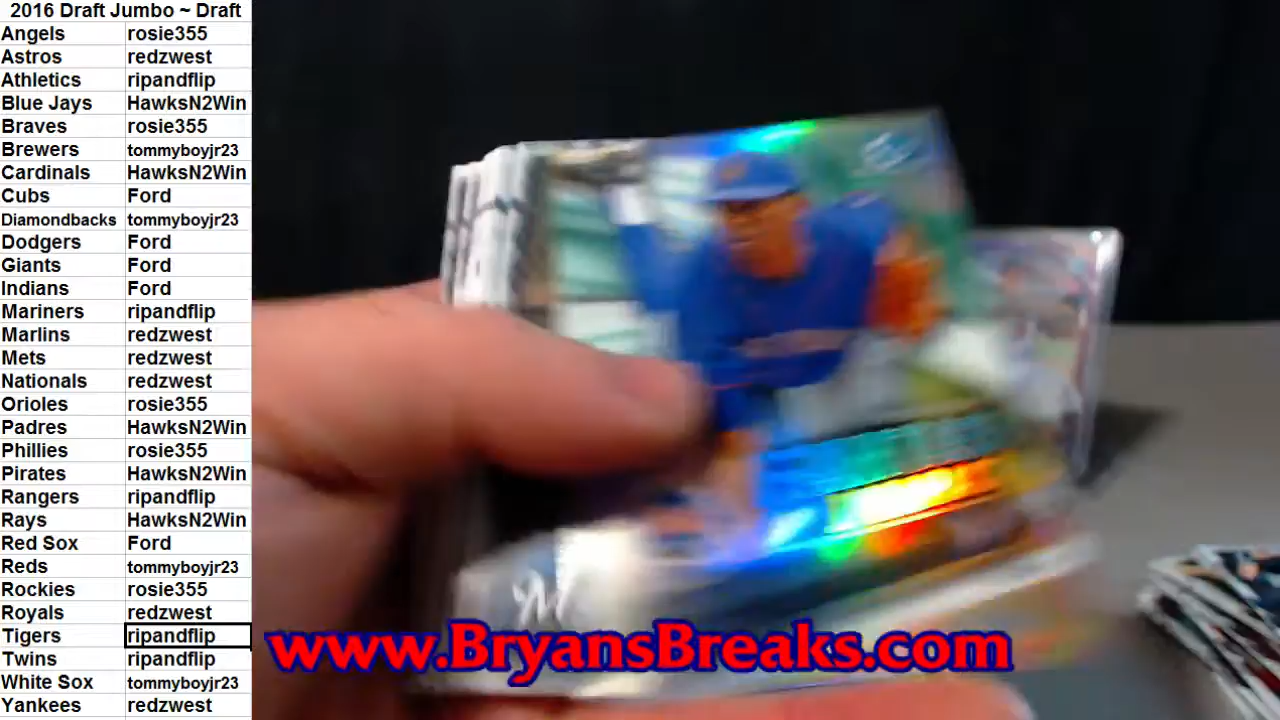 2016 Draft Jumbo ~ Draft
Angels rosie355
Astros redzwest
Athletics ripandflip
Blue Jays HawksN2Win
Braves rosie355
Brewers tommyboyjr23
Cardinals HawksN2Win
Cubs Ford
Diamondbacks tommyboyjr23
Dodgers Ford
Giants Ford
Indians Ford
Mariners ripandflip
Marlins redzwest
Mets redzwest
Nationals redzwest
Orioles rosie355
Padres HawksN2Win
Phillies rosie355
Pirates HawksN2Win
Rangers ripandflip
Rays HawksN2Win
Red Sox Ford
Reds tommyboyjr23
Rockies rosie355
Royals redzwest
Tigers ripandflip
Twins ripandflip
White Sox tommyboyjr23
Yankees redzwest
www.BryansBreaks.com